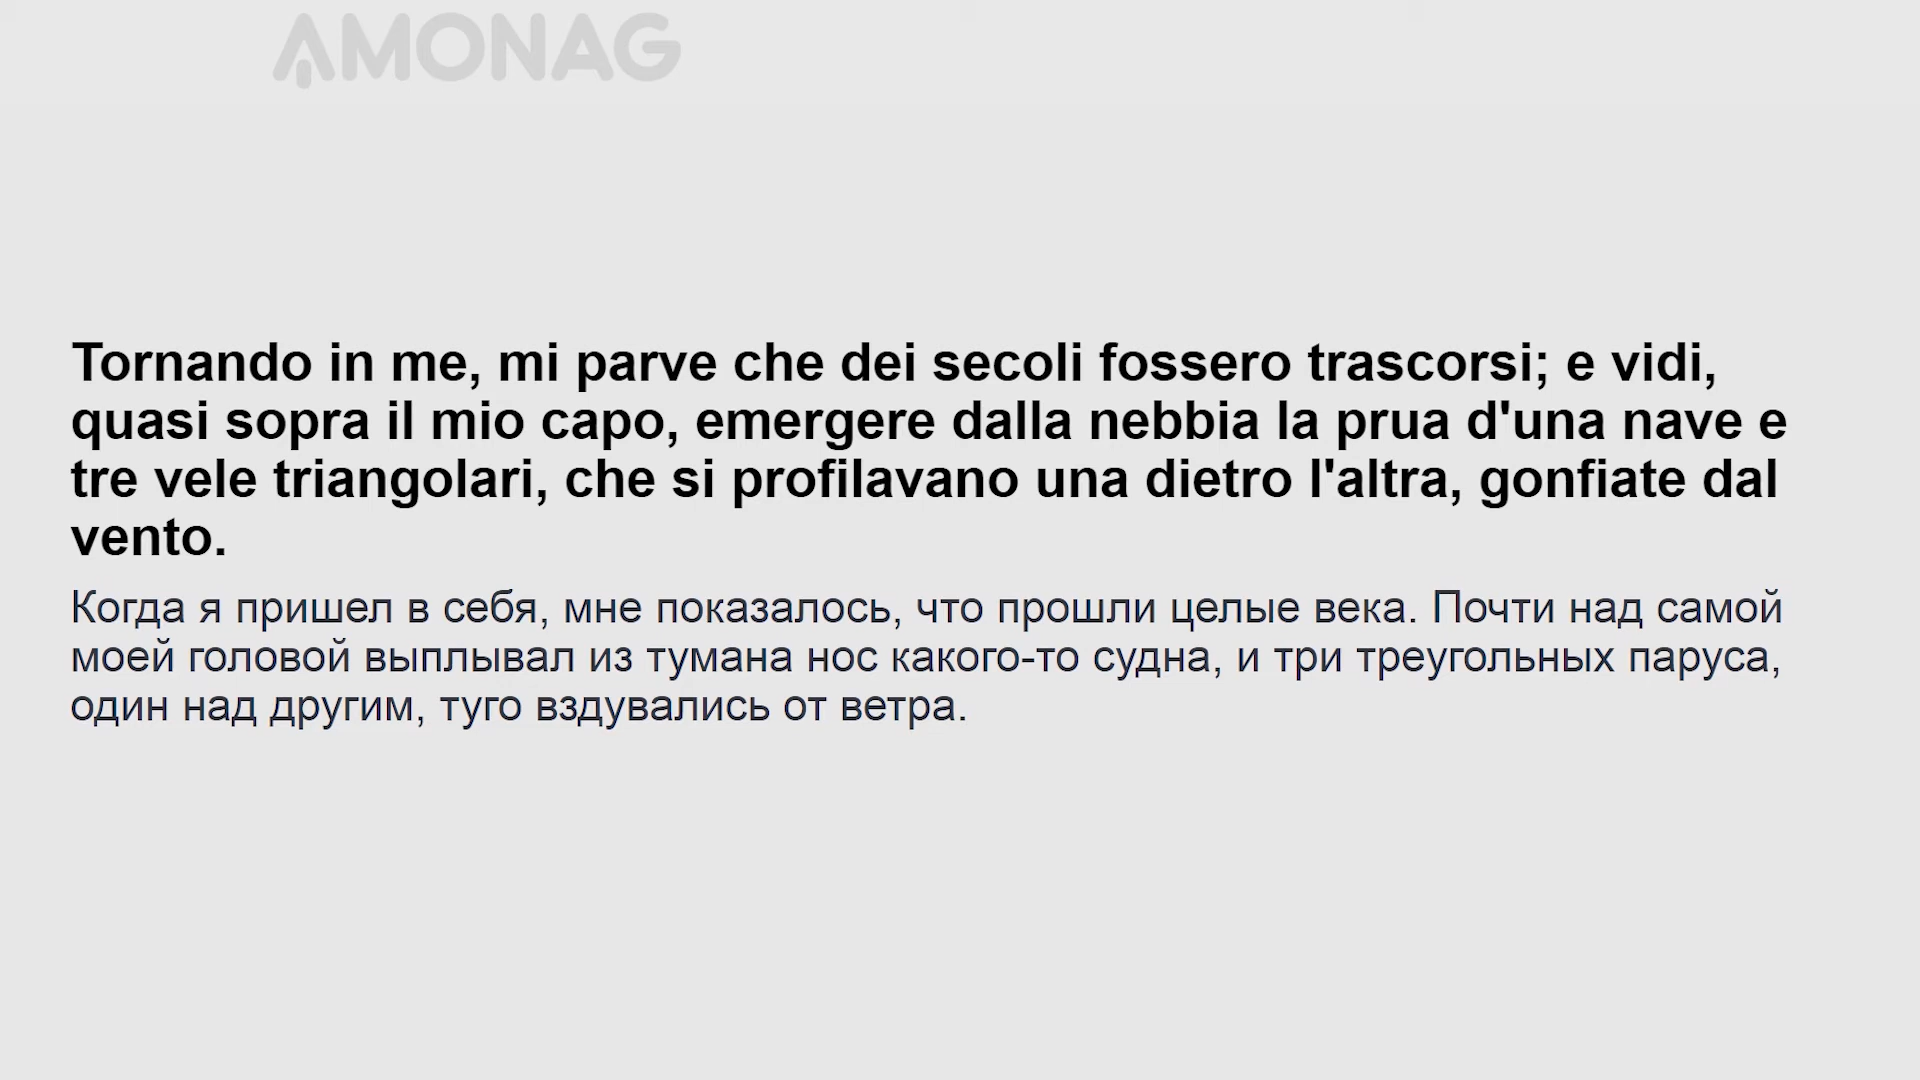 AMONAG
Tornando in me, mi parve che dei secoli fossero trascorsi; e vidi,
quasi sopra il mio capo, emergere dalla nebbia la prua d'una nave e
tre vele triangolari, che si profilavano una dietro l'altra, gonfiate dal
vento.
Когда я пришел в себя, мне показалось, что прошли целые века. Почти над самой
моей головой выплывал из тумана нос какого-то судна, и три треугольных паруса,
один над другим, туго вздувались от ветра.